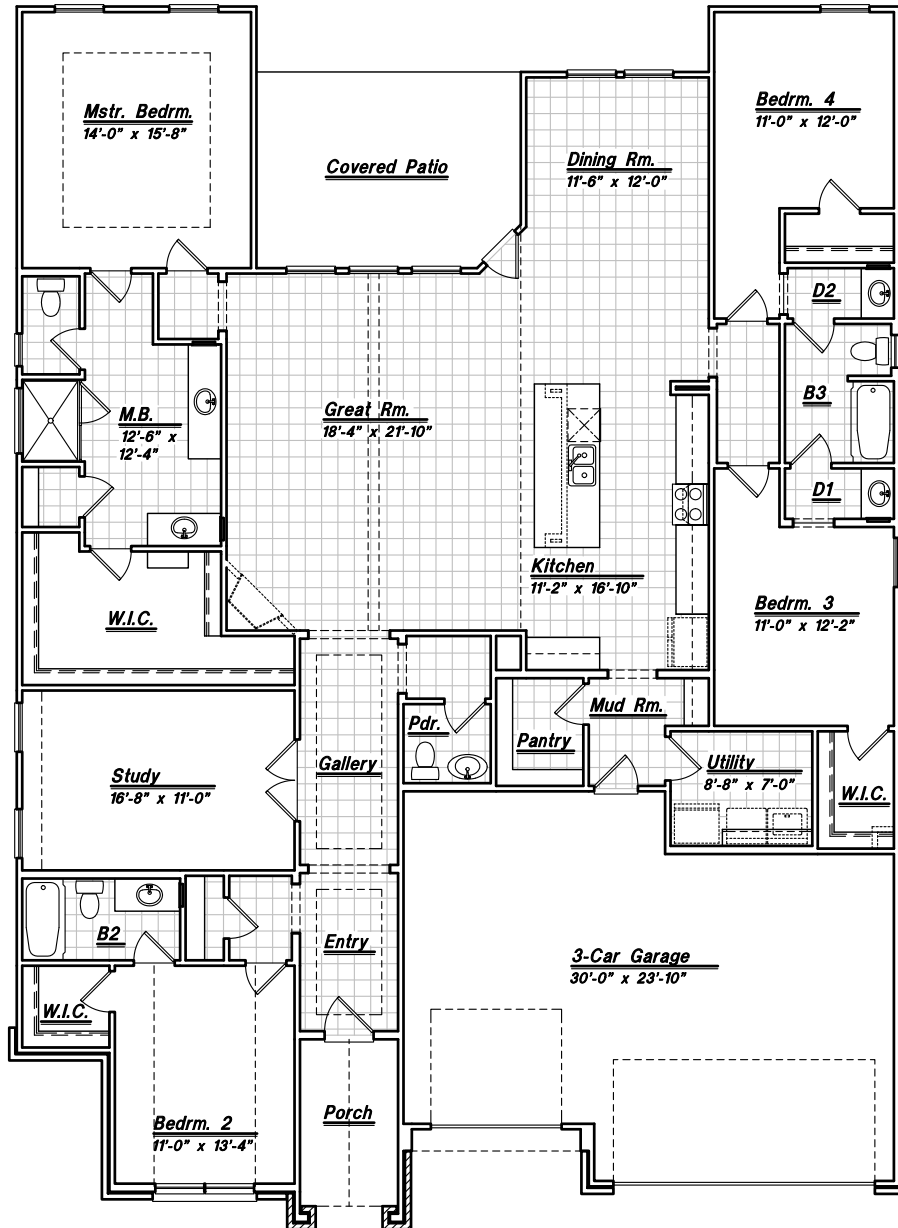 Mstr. Bedrm.
14'-0" x 15'-8"
Bedrm. 4
11'-0" x 12'-0"
Covered Patio
Dining Rm.
11'-6" x 12'-0"
D2
B3
M.B.
12'-6" x
12'-4"
Great Rm.
18'-4" x 21'-10"
D1
Kitchen
11'-2" x 16'-10"
W.I.C.
Bedrm. 3
11'-0" x 12'-2"
Mud Rm.
Pdr.
Pantry
Gallery
Study
16'-8" x 11'-0"
Utility
8'-8" x 7'-0"
W.I.C.
B2
Entry
3-Car Garage
30'-0" x 23'-10"
W.I.C.
Bedrm. 2
11'-0" x 13'-4"
Porch